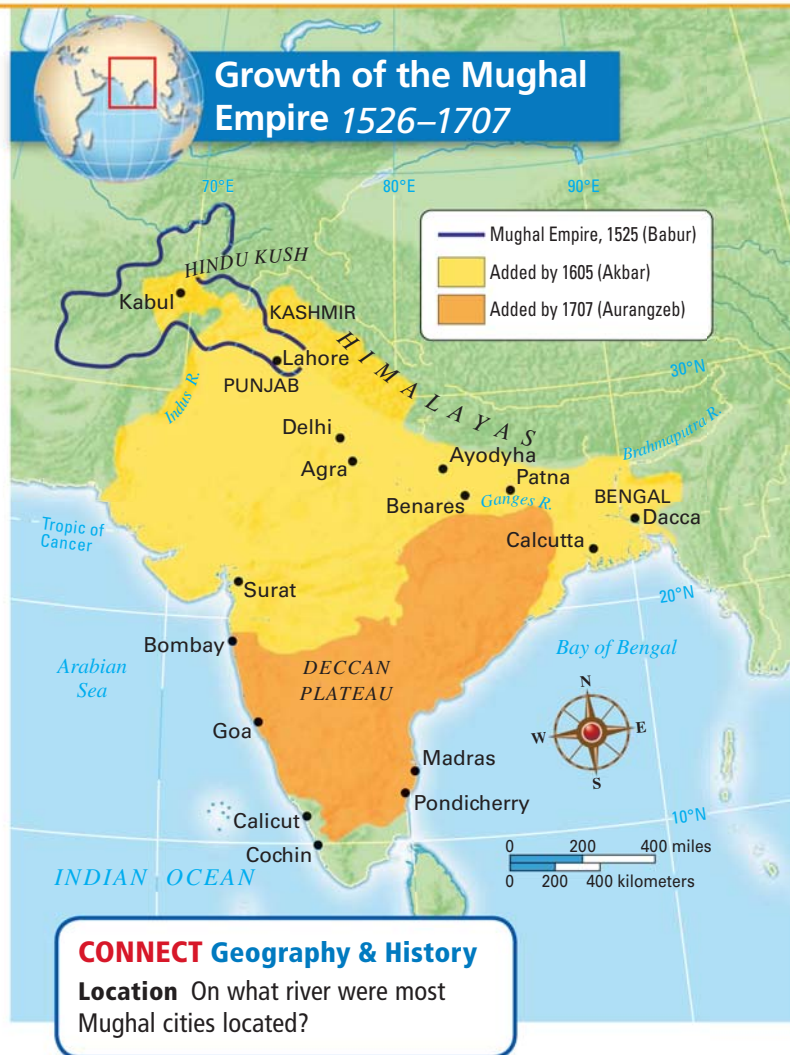 Growth of the Mughal
Empire 1526–1707
70°E
80°E
90°E
Mughal Empire, 1525 (Babur)
Added by 1605 (Akbar)
Added by 1707 (Aurangzeb)
HINDU KUSH
Kabul
KASHMIR
HIMALAYAS
Lahore
PUNJAB
30°N
Indus R.
Delhi
Brahmaputra R.
Agra
Ayodyha
Patna
Benares
Ganges R.
BENGAL
Dacca
Tropic of
Cancer
Calcutta
Surat
20°N
Bombay
Bay of Bengal
Arabian
Sea
DECCAN
PLATEAU
N
W
E
S
Goa
Madras
Pondicherry
Calicut
10°N
Cochin
0 200 400 miles
0 200 400 kilometers
INDIAN OCEAN
CONNECT Geography & History
Location On what river were most
Mughal cities located?